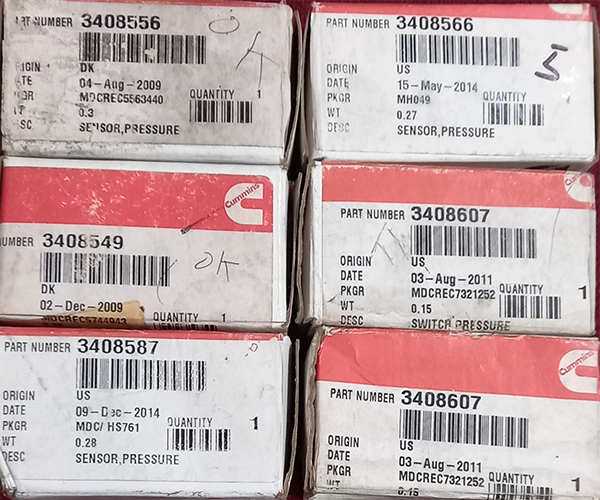 PART NUMBER 3408556
ORIGIN DK
DATE 04-Aug-2009
PKGR MDCREC5563440 QUANTITY 1
WT 0.3
DESC SENSOR,PRESSURE
PART NUMBER 3408566
5
ORIGIN US
DATE 15-May-2014
PKGR MH049 QUANTITY
WT 0.27
DESC SENSOR,PRESSURE
Cummins
NUMBER 3408549
OK
DK
02-Dec-2009
MDCREC5744943 QUANTITY 1
PART NUMBER 3408607
ORIGIN US
DATE 03-Aug-2011
PKGR MDCREC7321252 QUANTITY 1
WT 0.15
DESC SWITCH,PRESSURE
PART NUMBER 3408587
ORIGIN US
DATE 09-Dec-2014
PKGR MDC/ HS761 QUANTITY 1
WT 0.28
DESC SENSOR,PRESSURE
Cummins
PART NUMBER 3408607
ORIGIN US
DATE 03-Aug-2011
PKGR MDCREC7321252 QUANTITY 1
WT 0.15